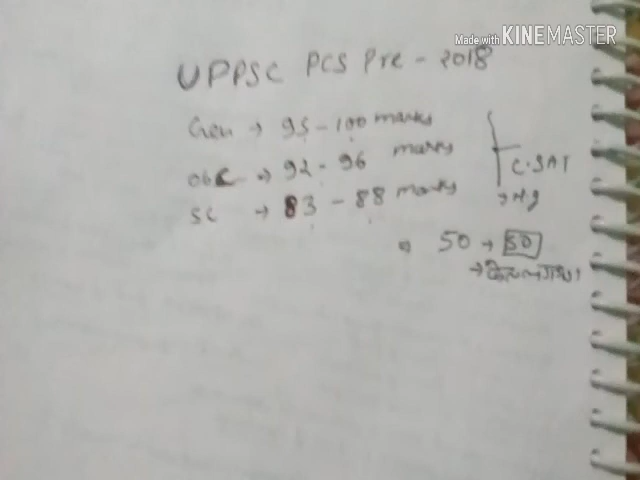 Made with KINEMASTER
UPPSC PCS Pre - 2018
Gen → 95 - 100 marks
obc → 92 - 96 marks
SC → 83 - 88 marks
C.SAT
50 → 50